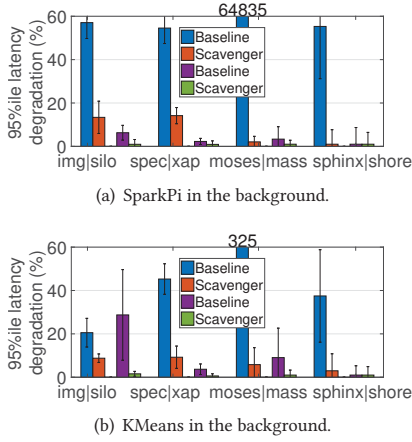 64835
95%ile latency
degradation (%)
60
40
20
0
Baseline
Scavenger
Baseline
Scavenger
img|silo spec|xap moses|mass sphinx|shore
(a) SparkPi in the background.
325
95%ile latency
degradation (%)
60
40
20
0
Baseline
Scavenger
Baseline
Scavenger
img|silo spec|xap moses|mass sphinx|shore
(b) KMeans in the background.